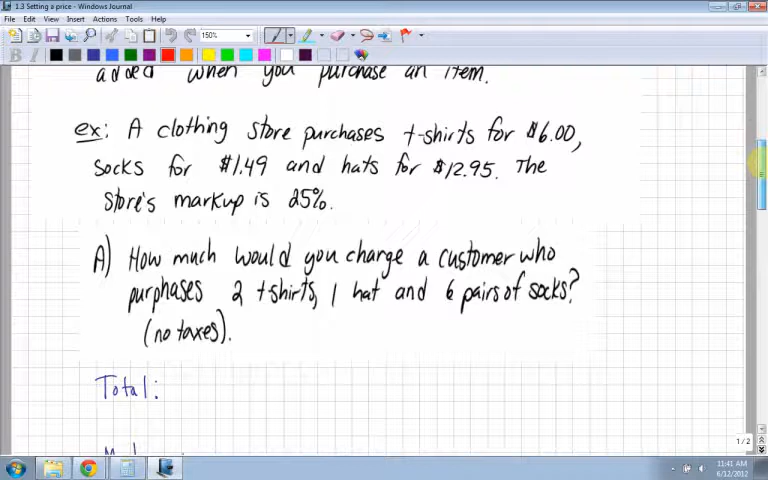 1.3 Setting a price - Windows Journal
File Edit View Insert Actions Tools Help
150%
B I
added when you purchase an item.
ex: A clothing store purchases t-shirts for $6.00,
socks for $1.49 and hats for $12.95. The
store's markup is 25%.
A) How much would you charge a customer who
purphases 2 t-shirts, 1 hat and 6 pairs of socks?
(no taxes).
Total:
1 / 2
11:41 AM
6/12/2012